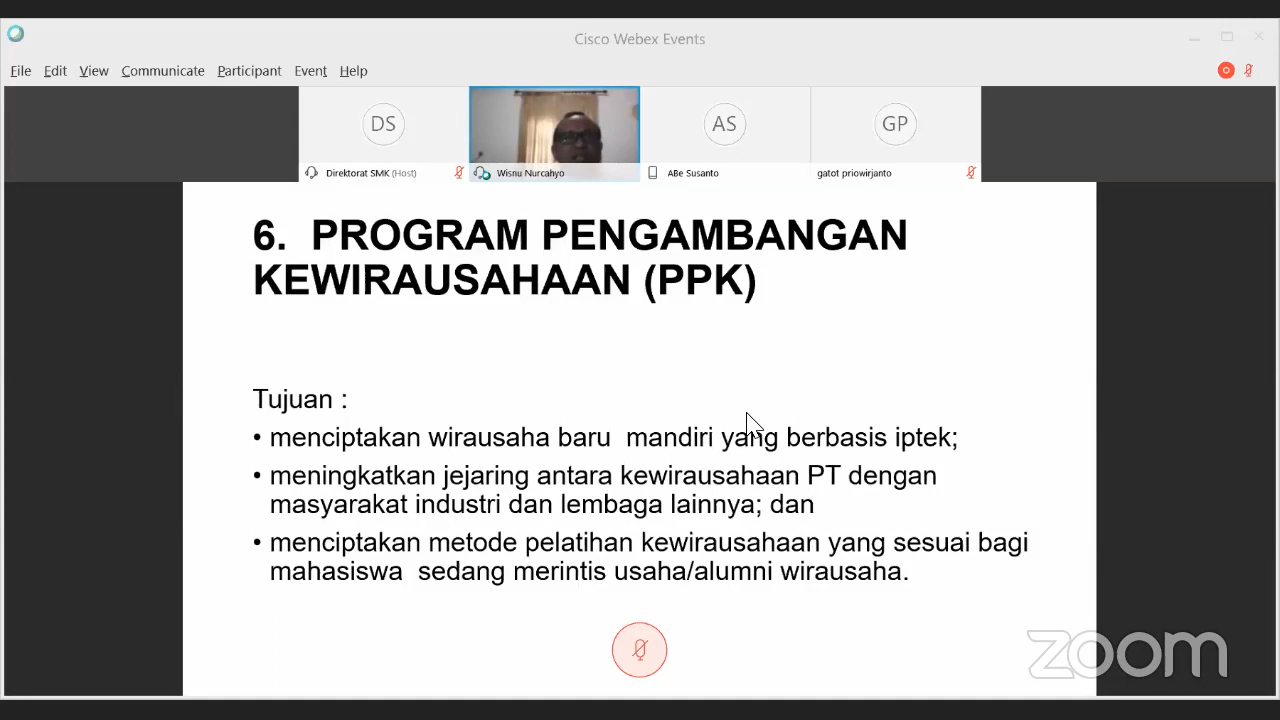 Cisco Webex Events
File Edit View Communicate Participant Event Help
DS
AS
GP
Direktorat SMK (Host)
Wisnu Nurcahyo
ABe Susanto
gatot priowirjanto
6. PROGRAM PENGAMBANGAN
KEWIRAUSAHAAN (PPK)
Tujuan :
• menciptakan wirausaha baru mandiri yang berbasis iptek;
• meningkatkan jejaring antara kewirausahaan PT dengan
masyarakat industri dan lembaga lainnya; dan
• menciptakan metode pelatihan kewirausahaan yang sesuai bagi
mahasiswa sedang merintis usaha/alumni wirausaha.
zoom